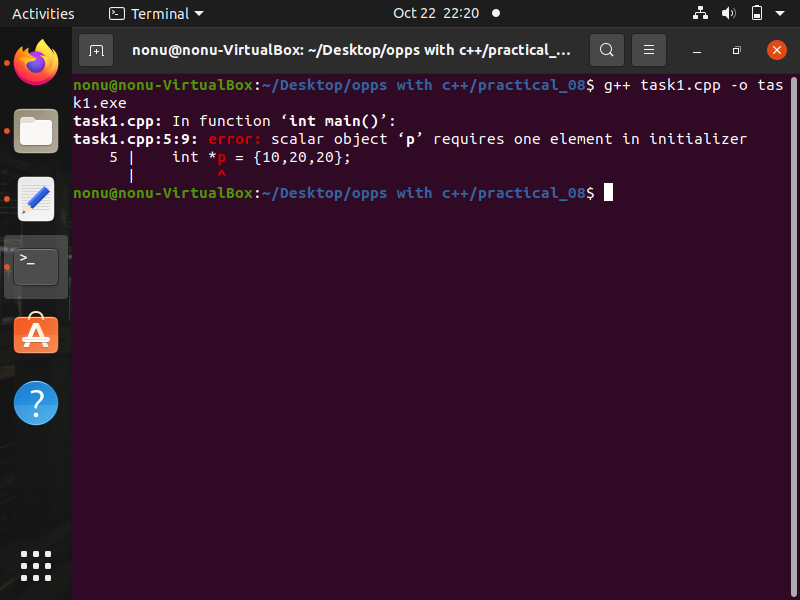 Activities
Terminal
Oct 22 22:20
nonu@nonu-VirtualBox: ~/Desktop/opps with c++/practical_...
nonu@nonu-VirtualBox:~/Desktop/opps with c++/practical_08$ g++ task1.cpp -o tas
k1.exe
task1.cpp: In function ‘int main()’:
task1.cpp:5:9: error: scalar object ‘p’ requires one element in initializer
    5 |    int *p = {10,20,20};
      |         ^
nonu@nonu-VirtualBox:~/Desktop/opps with c++/practical_08$